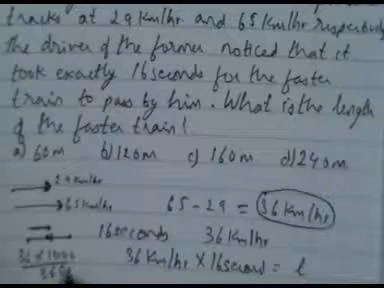 tracks at 29 Km/hr and 65 Km/hr respectively
the driver of the former noticed that it
took exactly 16 seconds for the faster
train to pass by him. What is the length
of the faster train?
a) 60m b) 120m c) 160m d) 240m
29 Km/hr
65 Km/hr 65 - 29 = 36 Km/hr
16 seconds 36 Km/hr
36 x 1000 36 Km/hr x 16 second = l